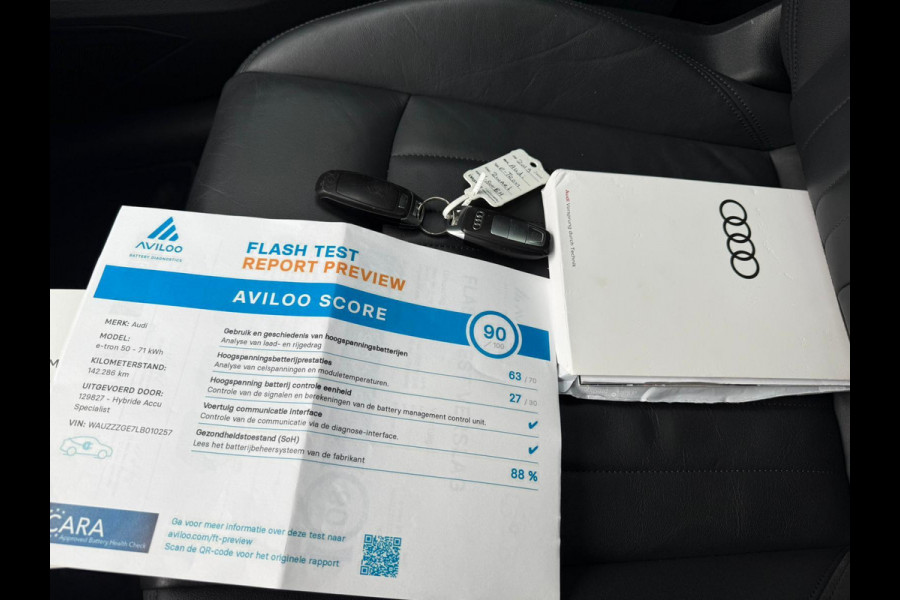 AVILOO
BATTERY DIAGNOSTICS
FLASH TEST
REPORT PREVIEW
AVILOO SCORE
90
/ 100
MERK: Audi
MODEL:
e-tron 50 - 71 kWh
KILOMETERSTAND:
142.286 km
UITGEVOERD DOOR:
129827 - Hybride Accu
Specialist
VIN: WAUZZZGE7LB010257
Gebruik en geschiedenis van hoogspanningsbatterijen
Analyse van laad- en rijgedrag
63 / 70
Hoogspanningsbatterijprestaties
Analyse van celspanningen en moduletemperaturen.
27 / 30
Hoogspanning batterij controle eenheid
Controle van de signalen en berekeningen van de battery management control unit.
Voertuig communicatie interface
Controle van de communicatie via de diagnose-interface.
Gezondheidstoestand (SoH)
Lees het batterijbeheersysteem van de fabrikant
88 %
CARA
Approved Battery Health Check
Ga voor meer informatie over deze test naar
aviloo.com/ft-preview
Scan de QR-code voor het originele rapport
Audi Vorsprung durch Technik